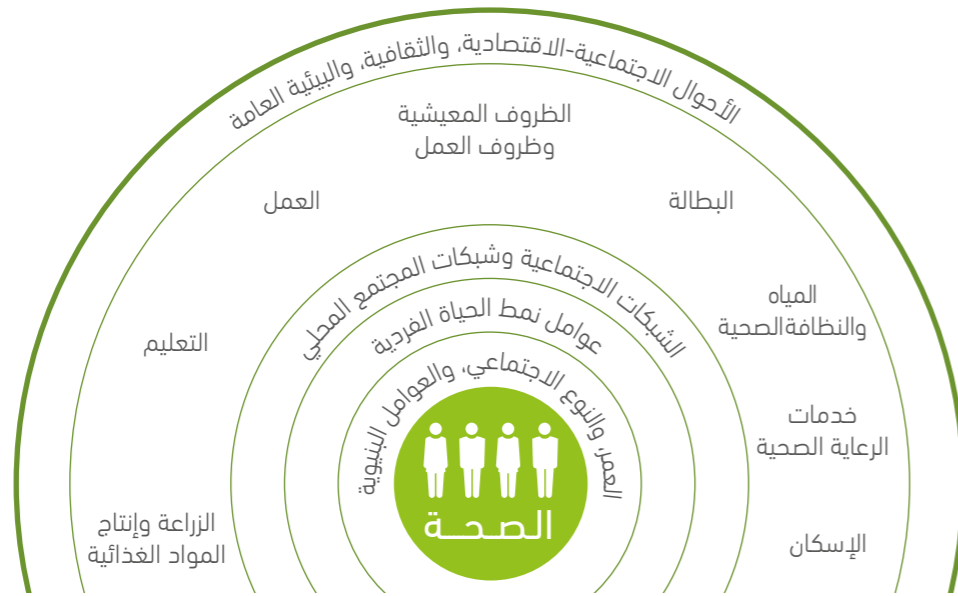 الأحوال الاجتماعية-الاقتصادية، والثقافية، والبيئية العامة
الظروف المعيشية
وظروف العمل
البطالة
العمل
المياه
والنظافةالصحية
التعليم
خدمات
الرعاية الصحية
الإسكان
الزراعة وإنتاج
المواد الغذائية
الشبكات الاجتماعية وشبكات المجتمع المحلي
عوامل نمط الحياة الفردية
العمر، والنوع الاجتماعي، والعوامل البنيوية
الصحة